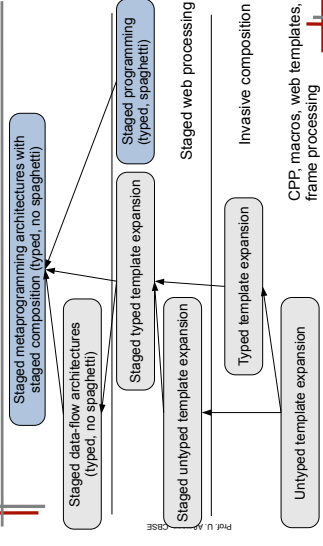 Staged metaprogramming architectures with
staged composition (typed, no spaghetti)
Staged data-flow architectures
(typed, no spaghetti)
Staged programming
(typed, spaghetti)
Staged typed template expansion
Staged web processing
Staged untyped template expansion
Typed template expansion
Invasive composition
Untyped template expansion
CPP, macros, web templates,
frame processing
Prof. U. CBSE